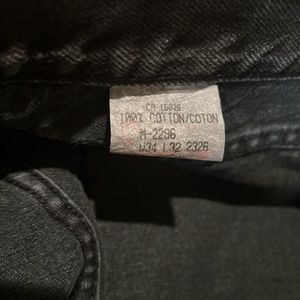 CA 16826
100% COTTON/COTON
M-2296
W34 L32 2326